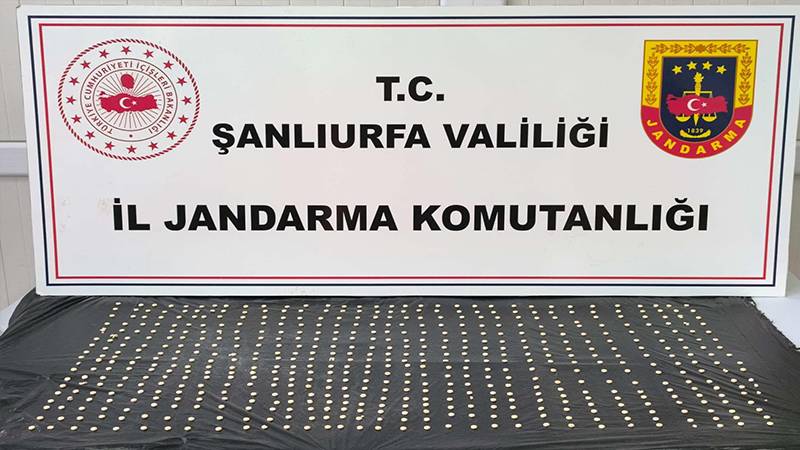 T.C.
ŞANLIURFA VALİLİĞİ
İL JANDARMA KOMUTANLIĞI
TÜRKİYE CUMHURİYETİ İÇİŞLERİ BAKANLIĞI
1839
JANDARMA